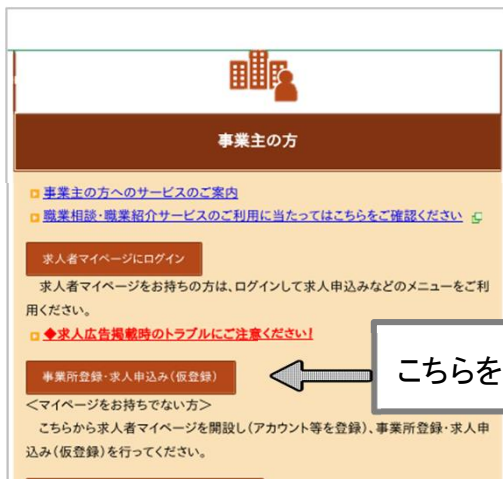 事業主の方
事業主の方へのサービスのご案内
職業相談・職業紹介サービスのご利用に当たってはこちらをご確認ください
求人者マイページにログイン
求人者マイページをお持ちの方は、ログインして求人申込みなどのメニューをご利
用ください。
◆求人広告掲載時のトラブルにご注意ください!
事業所登録・求人申込み(仮登録)
こちらを
<マイページをお持ちでない方>
こちらから求人者マイページを開設し(アカウント等を登録)、事業所登録・求人申
込み(仮登録)を行ってください。